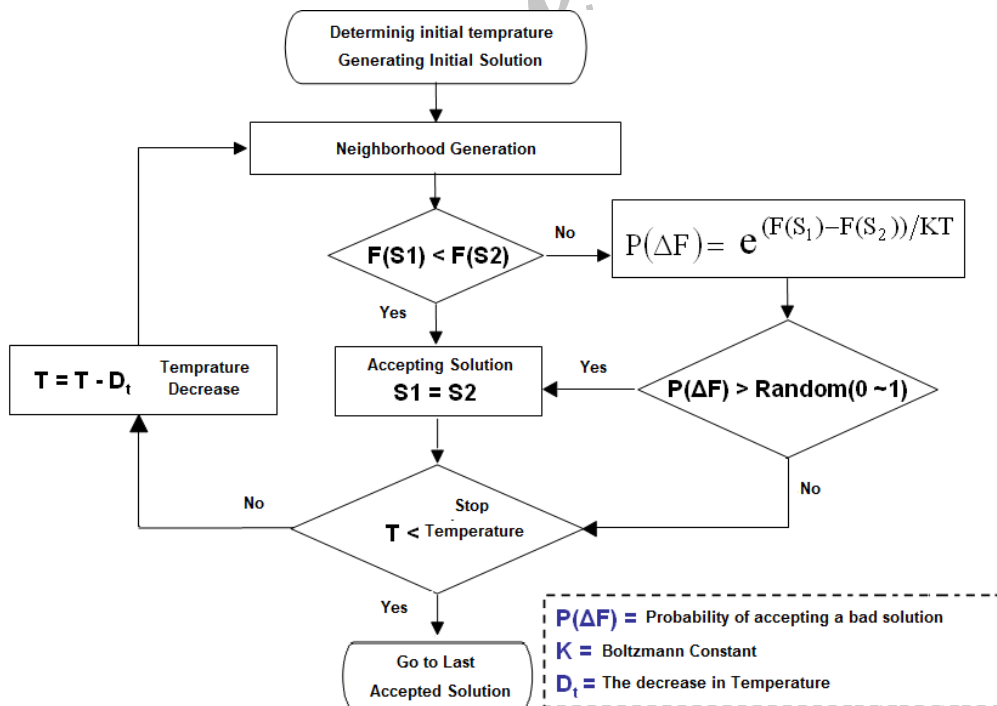 Determinig initial temprature
Generating Initial Solution
Neighborhood Generation
F(S1) < F(S2)
No
P(ΔF) = e^(F(S₁)–F(S₂))/KT
Yes
Accepting Solution
S1 = S2
Yes
P(ΔF) > Random(0 ~1)
T = T - Dₜ Temprature
Decrease
No
No
Stop
T < Temperature
Yes
Go to Last
Accepted Solution
P(ΔF) = Probability of accepting a bad solution
K = Boltzmann Constant
Dₜ = The decrease in Temperature